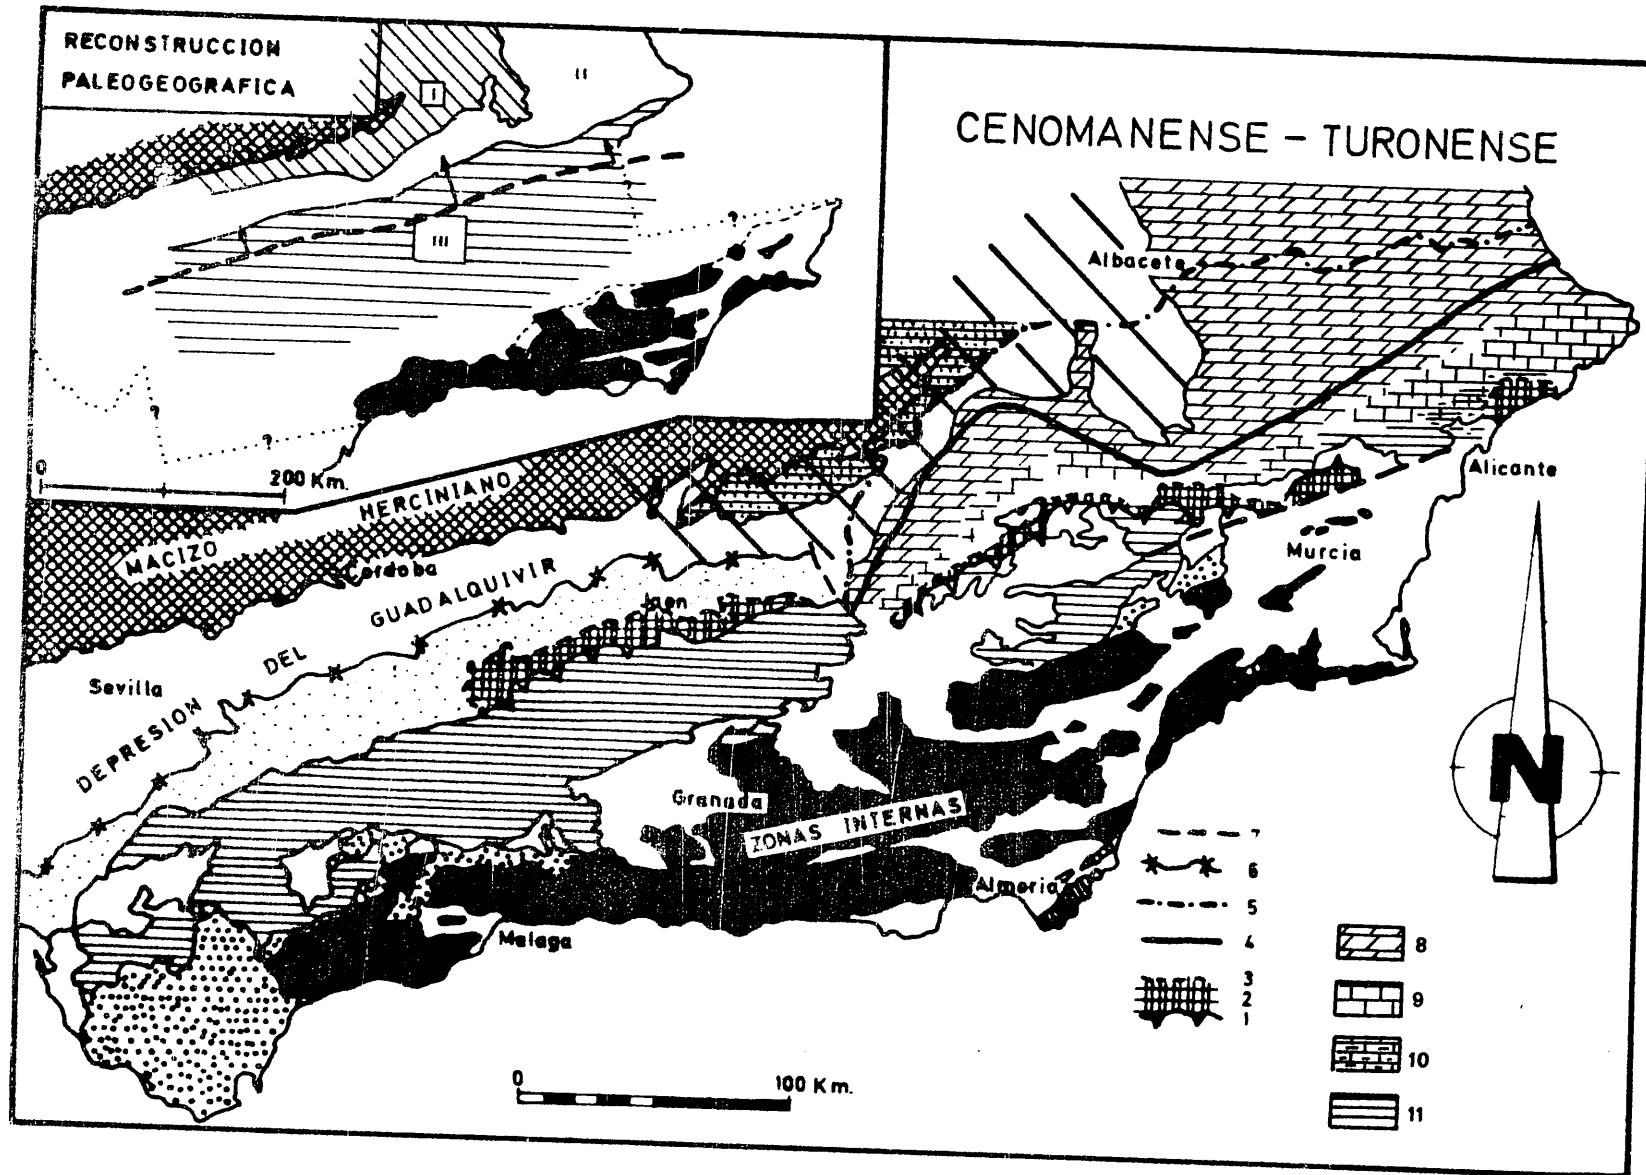 RECONSTRUCCION
PALEOGEOGRAFICA
I
II
III
?
?
?
?
0
200 Km.
CENOMANENSE – TURONENSE
Albacete
Alicante
MACIZO HERCINIANO
Cordoba
DEPRESION DEL GUADALQUIVIR
Jaen
Murcia
Sevilla
Granada
ZONAS INTERNAS
Almeria
Malaga
N
7
6
5
4
3
2
1
8
9
10
11
0
100 Km.